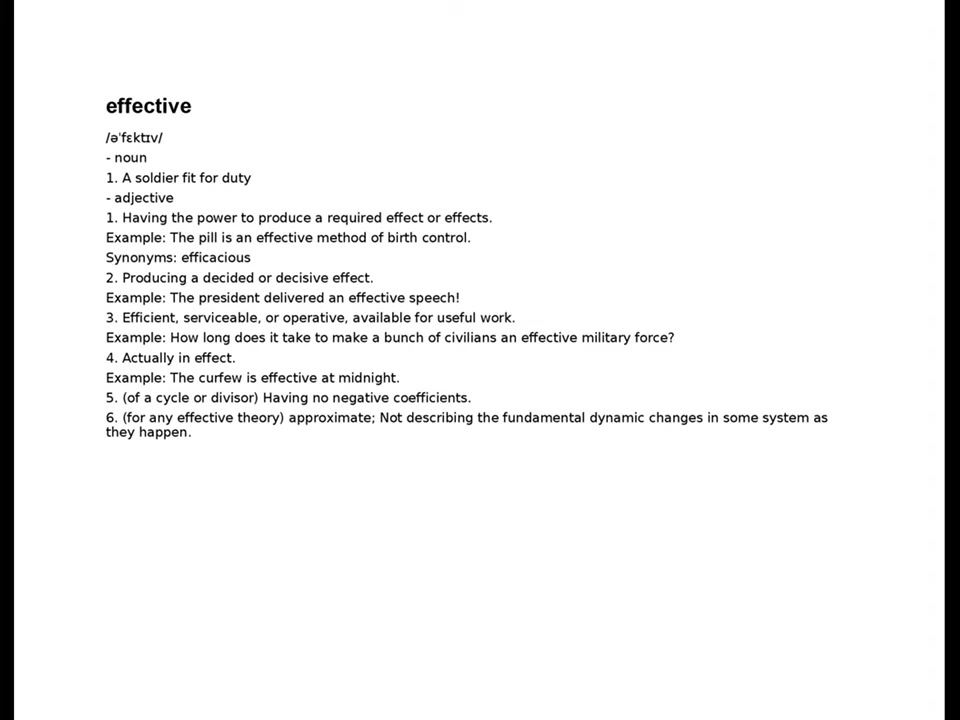 effective
/əˈfɛktɪv/
- noun
1. A soldier fit for duty
- adjective
1. Having the power to produce a required effect or effects.
Example: The pill is an effective method of birth control.
Synonyms: efficacious
2. Producing a decided or decisive effect.
Example: The president delivered an effective speech!
3. Efficient, serviceable, or operative, available for useful work.
Example: How long does it take to make a bunch of civilians an effective military force?
4. Actually in effect.
Example: The curfew is effective at midnight.
5. (of a cycle or divisor) Having no negative coefficients.
6. (for any effective theory) approximate; Not describing the fundamental dynamic changes in some system as
they happen.